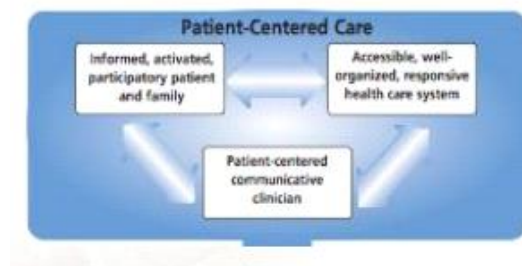 Patient-Centered Care
Informed, activated,
participatory patient
and family
Accessible, well-
organized, responsive
health care system
Patient-centered
communicative
clinician